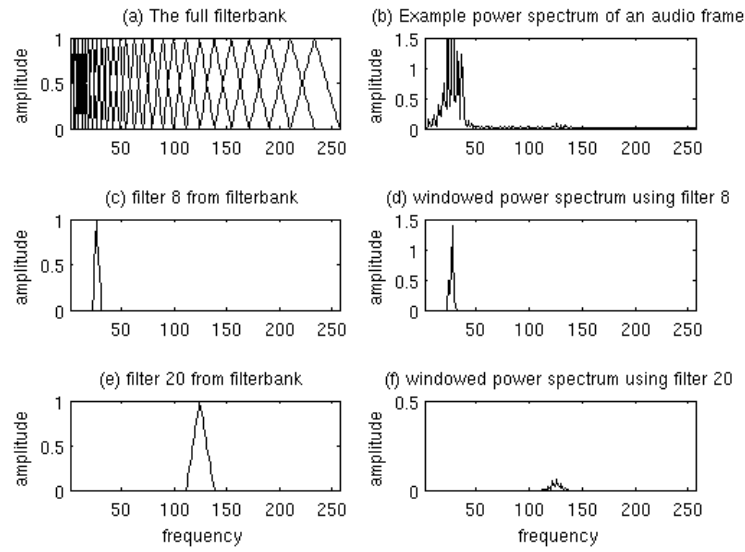 (a) The full filterbank
(b) Example power spectrum of an audio frame
amplitude
1
0.5
0
50 100 150 200 250
amplitude
1.5
1
0.5
0
50 100 150 200 250
(c) filter 8 from filterbank
(d) windowed power spectrum using filter 8
amplitude
1
0.5
0
50 100 150 200 250
amplitude
1.5
1
0.5
0
50 100 150 200 250
(e) filter 20 from filterbank
(f) windowed power spectrum using filter 20
amplitude
1
0.5
0
50 100 150 200 250
frequency
amplitude
0.5
0
50 100 150 200 250
frequency